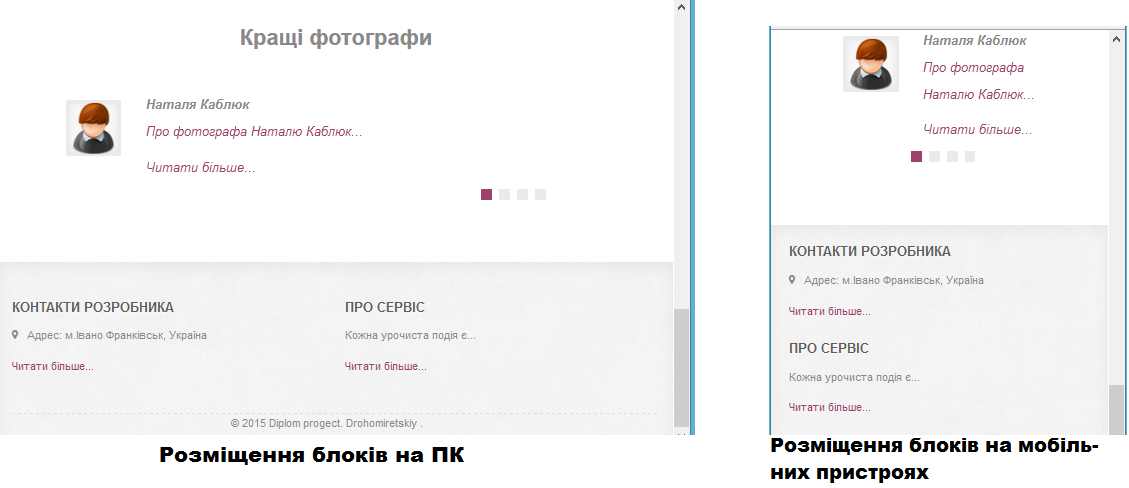 Кращі фотографи
Наталя Каблюк
Про фотографа Наталю Каблюк...
Читати більше...
КОНТАКТИ РОЗРОБНИКА
Адрес: м.Івано Франківськ, Україна
Читати більше...
ПРО СЕРВІС
Кожна урочиста подія є...
Читати більше...
© 2015 Diplom progect. Drohomiretskiy .
Розміщення блоків на ПК
Наталя Каблюк
Про фотографа
Наталю Каблюк...
Читати більше...
КОНТАКТИ РОЗРОБНИКА
Адрес: м.Івано Франківськ, Україна
Читати більше...
ПРО СЕРВІС
Кожна урочиста подія є...
Читати більше...
Розміщення блоків на мобіль-
них пристроях